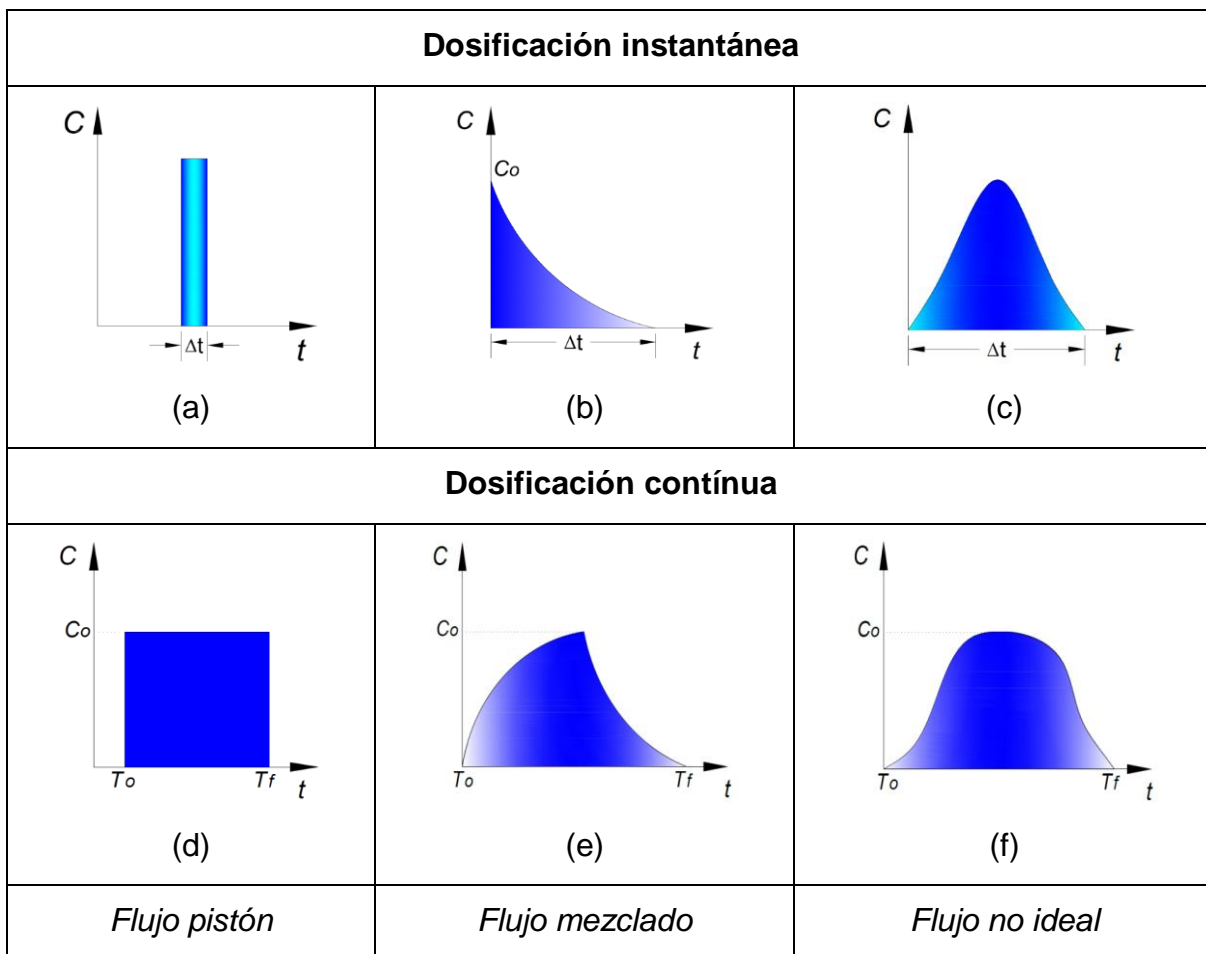 Dosificación instantánea
C
Δt
t
(a)
C
Co
Δt
t
(b)
C
Δt
t
(c)
Dosificación contínua
C
Co
To
Tf
t
(d)
C
Co
To
Tf
t
(e)
C
Co
To
Tf
t
(f)
Flujo pistón
Flujo mezclado
Flujo no ideal